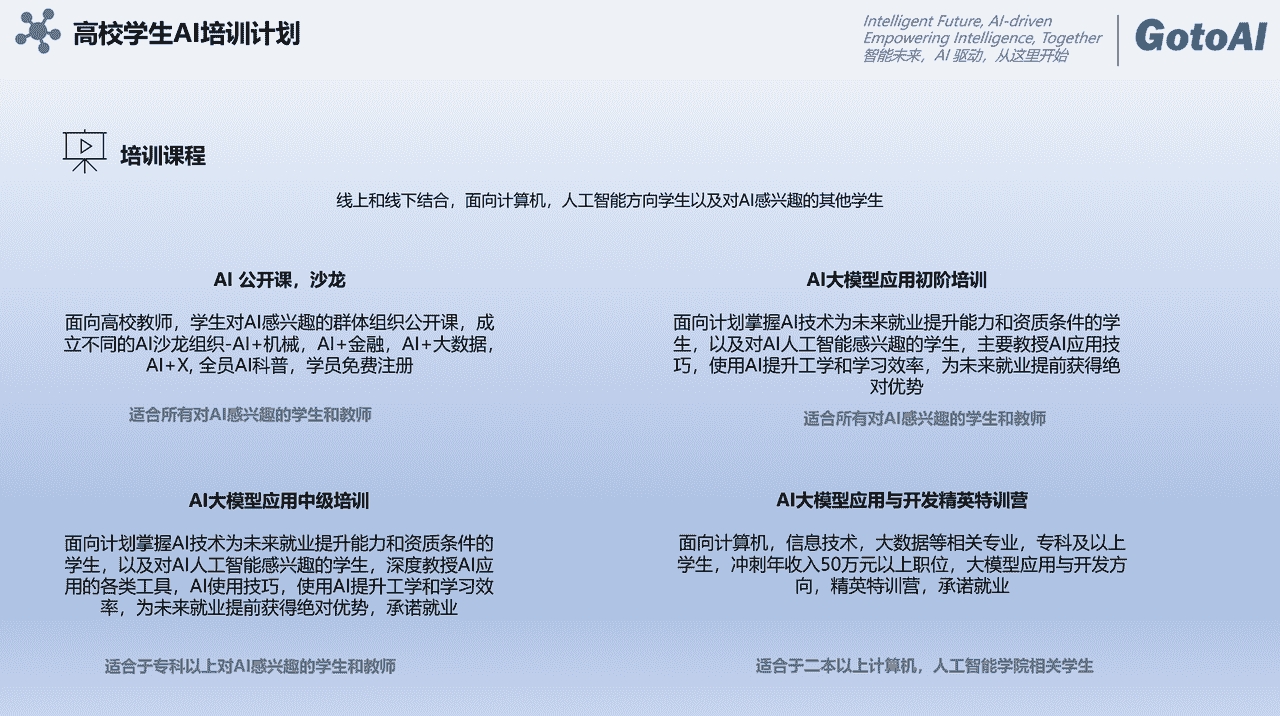 高校学生AI培训计划
Intelligent Future, AI-driven
Empowering Intelligence, Together
智能未来，AI 驱动，从这里开始
GotoAI
培训课程
线上和线下结合，面向计算机，人工智能方向学生以及对AI感兴趣的其他学生
AI 公开课，沙龙
面向高校教师，学生对AI感兴趣的群体组织公开课，成
立不同的AI沙龙组织-AI+机械，AI+金融，AI+大数据，
AI+X, 全员AI科普，学员免费注册
适合所有对AI感兴趣的学生和教师
AI大模型应用初阶培训
面向计划掌握AI技术为未来就业提升能力和资质条件的学
生，以及对AI人工智能感兴趣的学生，主要教授AI应用技
巧，使用AI提升工学和学习效率，为未来就业提前获得绝
对优势
适合所有对AI感兴趣的学生和教师
AI大模型应用中级培训
面向计划掌握AI技术为未来就业提升能力和资质条件的
学生，以及对AI人工智能感兴趣的学生，深度教授AI应
用的各类工具，AI使用技巧，使用AI提升工学和学习效
率，为未来就业提前获得绝对优势，承诺就业
适合于专科以上对AI感兴趣的学生和教师
AI大模型应用与开发精英特训营
面向计算机，信息技术，大数据等相关专业，专科及以上
学生，冲刺年收入50万元以上职位，大模型应用与开发方
向，精英特训营，承诺就业
适合于二本以上计算机，人工智能学院相关学生